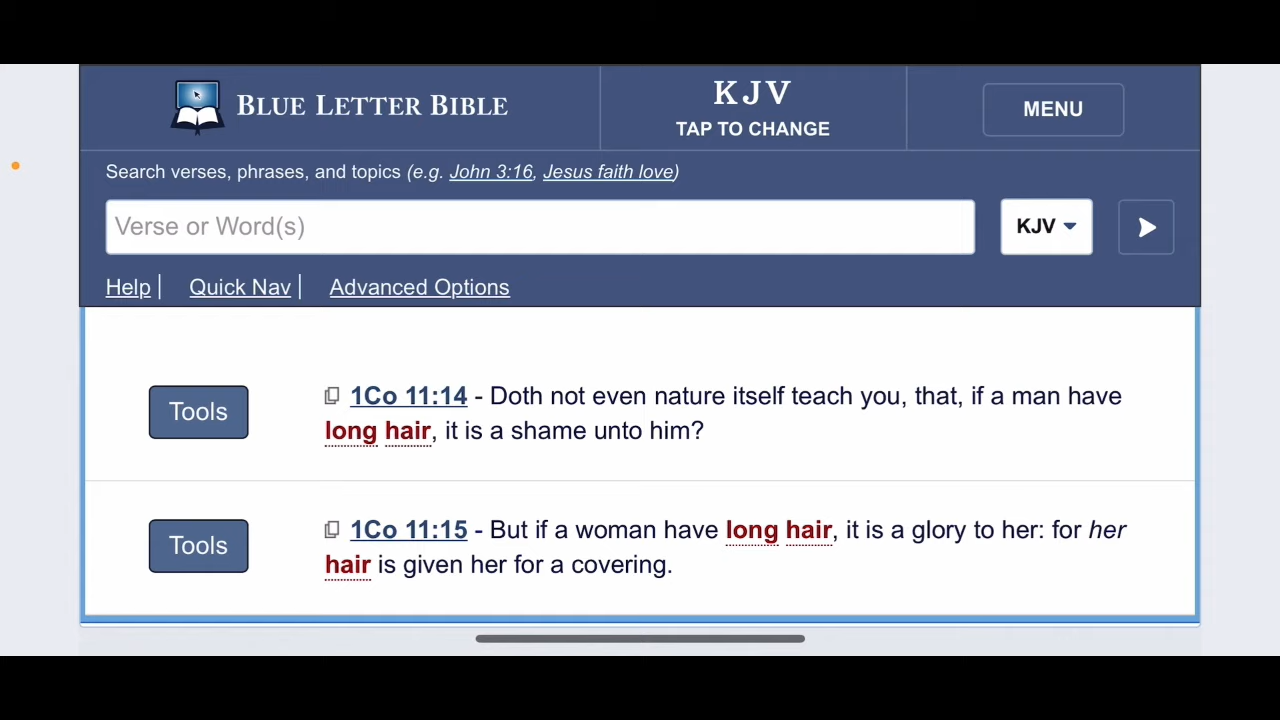 BLUE LETTER BIBLE
KJV
TAP TO CHANGE
MENU
Search verses, phrases, and topics (e.g. John 3:16, Jesus faith love)
Verse or Word(s)
KJV
Help | Quick Nav | Advanced Options
Tools
1Co 11:14 - Doth not even nature itself teach you, that, if a man have
long hair, it is a shame unto him?
Tools
1Co 11:15 - But if a woman have long hair, it is a glory to her: for her
hair is given her for a covering.